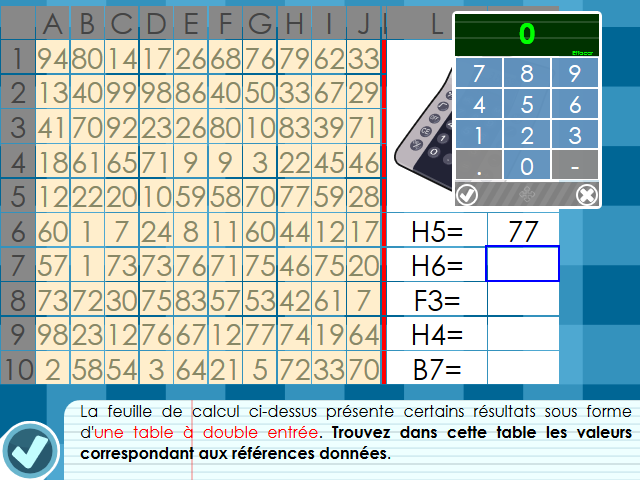 A B C D E F G H I J L
0
Effacer
1 94 80 14 17 26 68 76 79 62 33
7 8 9
2 13 40 99 98 86 40 50 33 67 29
4 5 6
3 41 70 92 23 26 80 10 83 39 71
1 2 3
4 18 61 65 71 9 9 3 22 45 46
. 0 -
5 12 22 20 10 59 58 70 77 59 28
6 60 1 7 24 8 11 60 44 12 17 H5= 77
7 57 1 73 73 76 71 75 46 75 20 H6=
8 73 72 30 75 83 57 53 42 61 7 F3=
9 98 23 12 76 67 12 77 74 19 64 H4=
10 2 58 54 3 64 21 5 72 33 70 B7=
La feuille de calcul ci-dessus présente certains résultats sous forme
d'une table à double entrée. Trouvez dans cette table les valeurs
correspondant aux références données.